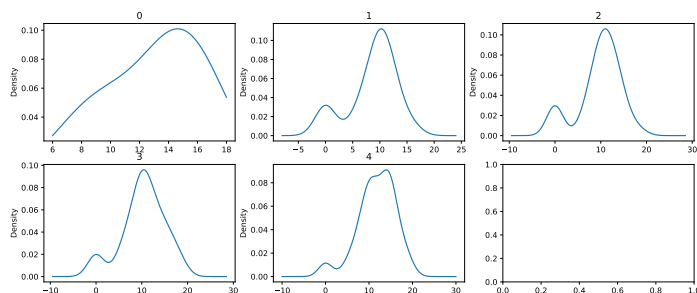 0 1 2
0.10 0.08 0.06 0.04 Density 6 8 10 12 14 16 18
0.10 0.08 0.06 0.04 0.02 0.00 Density −5 0 5 10 15 20 25
0.10 0.08 0.06 0.04 0.02 0.00 Density −10 0 10 20 30
3 4
0.10 0.08 0.06 0.04 0.02 0.00 Density −10 0 10 20 30
0.08 0.06 0.04 0.02 0.00 Density −10 0 10 20 30
1.0 0.8 0.6 0.4 0.2 0.0 0.0 0.2 0.4 0.6 0.8 1.0